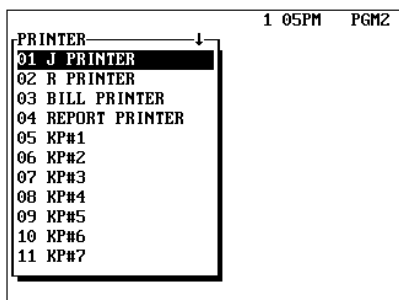 1 05PM PGM2
PRINTER
01 J PRINTER
02 R PRINTER
03 BILL PRINTER
04 REPORT PRINTER
05 KP#1
06 KP#2
07 KP#3
08 KP#4
09 KP#5
10 KP#6
11 KP#7